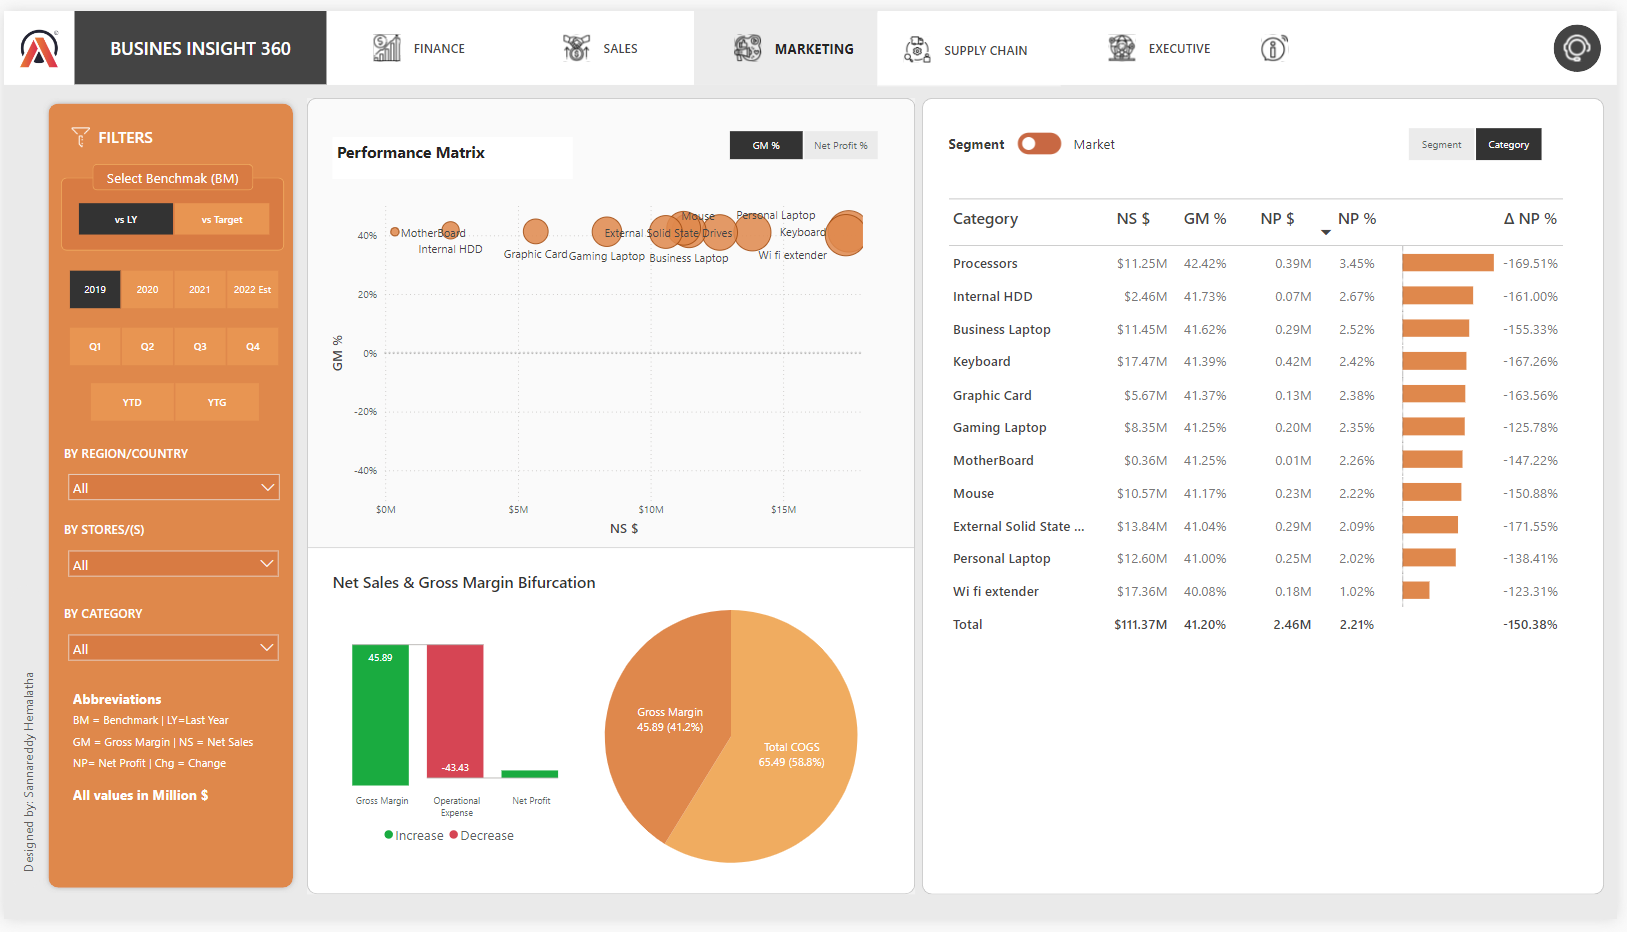 BUSINES INSIGHT 360
FINANCE
SALES
MARKETING
SUPPLY CHAIN
EXECUTIVE
FILTERS
Select Benchmak (BM)
vs LY
vs Target
2019
2020
2021
2022 Est
Q1
Q2
Q3
Q4
YTD
YTG
BY REGION/COUNTRY
All
BY STORES/(S)
All
BY CATEGORY
All
Abbreviations
BM = Benchmark | LY=Last Year
GM = Gross Margin | NS = Net Sales
NP= Net Profit | Chg = Change
All values in Million $
Designed by: Sannareddy Hemalatha
Performance Matrix
GM %
Net Profit %
GM %
40%
20%
0%
-20%
-40%
MotherBoard
Internal HDD
Graphic Card
Gaming Laptop
External Solid State Drives
Mouse
Business Laptop
Personal Laptop
Keyboard
Wi fi extender
$0M
$5M
$10M
$15M
NS $
Net Sales & Gross Margin Bifurcation
45.89
-43.43
Gross Margin
Operational
Expense
Net Profit
Increase
Decrease
Gross Margin
45.89 (41.2%)
Total COGS
65.49 (58.8%)
Segment
Market
Segment
Category
Category NS $ GM % NP $ NP % Δ NP %
Processors $11.25M 42.42% 0.39M 3.45% -169.51%
Internal HDD $2.46M 41.73% 0.07M 2.67% -161.00%
Business Laptop $11.45M 41.62% 0.29M 2.52% -155.33%
Keyboard $17.47M 41.39% 0.42M 2.42% -167.26%
Graphic Card $5.67M 41.37% 0.13M 2.38% -163.56%
Gaming Laptop $8.35M 41.25% 0.20M 2.35% -125.78%
MotherBoard $0.36M 41.25% 0.01M 2.26% -147.22%
Mouse $10.57M 41.17% 0.23M 2.22% -150.88%
External Solid State ... $13.84M 41.04% 0.29M 2.09% -171.55%
Personal Laptop $12.60M 41.00% 0.25M 2.02% -138.41%
Wi fi extender $17.36M 40.08% 0.18M 1.02% -123.31%
Total $111.37M 41.20% 2.46M 2.21% -150.38%